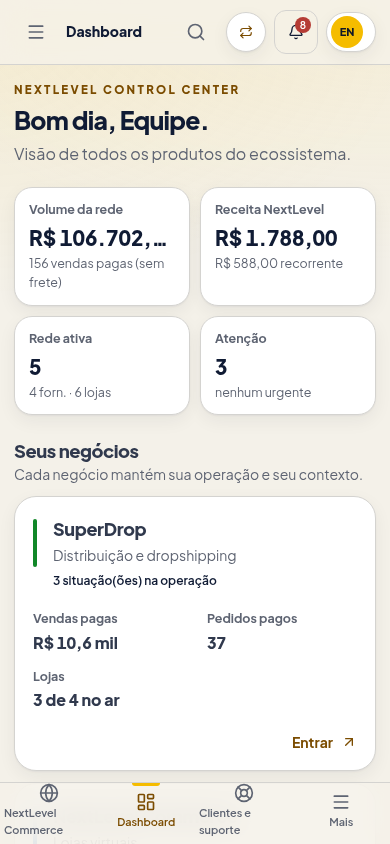 Dashboard
8
EN
NEXTLEVEL CONTROL CENTER
Bom dia, Equipe.
Visão de todos os produtos do ecossistema.
Volume da rede
R$ 106.702,...
156 vendas pagas (sem
frete)
Receita NextLevel
R$ 1.788,00
R$ 588,00 recorrente
Rede ativa
5
4 forn. · 6 lojas
Atenção
3
nenhum urgente
Seus negócios
Cada negócio mantém sua operação e seu contexto.
SuperDrop
Distribuição e dropshipping
3 situação(ões) na operação
Vendas pagas
R$ 10,6 mil
Pedidos pagos
37
Lojas
3 de 4 no ar
Entrar
NextLevel
Commerce
Dashboard
Clientes e
suporte
Mais